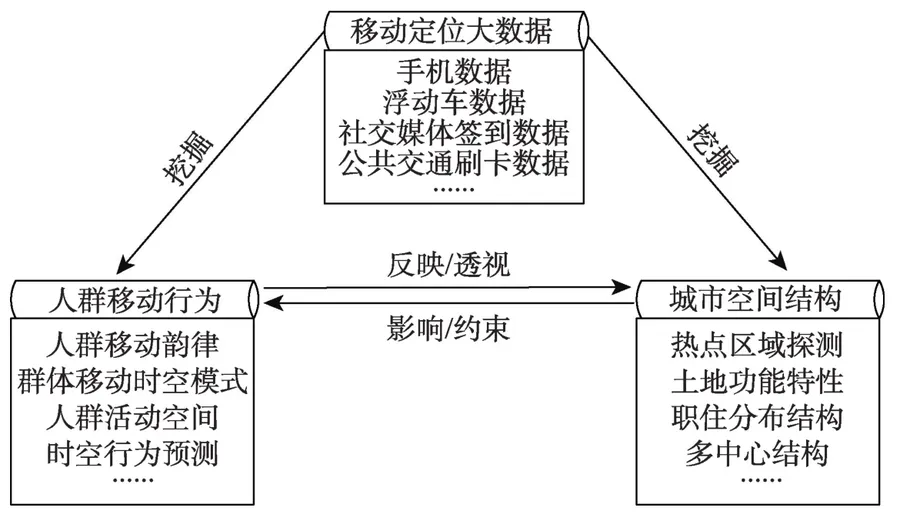 移动定位大数据
手机数据
浮动车数据
社交媒体签到数据
公共交通刷卡数据
……
挖掘
挖掘
反映/透视
影响/约束
人群移动行为
人群移动韵律
群体移动时空模式
人群活动空间
时空行为预测
……
城市空间结构
热点区域探测
土地功能特性
职住分布结构
多中心结构
……